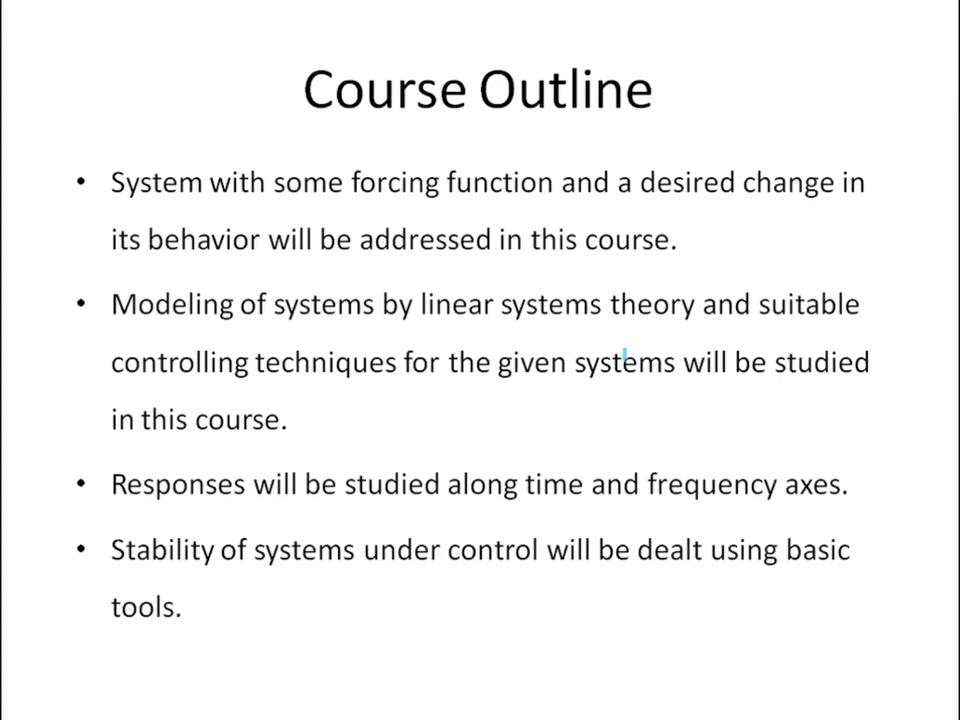 Course Outline
• System with some forcing function and a desired change in
its behavior will be addressed in this course.
• Modeling of systems by linear systems theory and suitable
controlling techniques for the given systems will be studied
in this course.
• Responses will be studied along time and frequency axes.
• Stability of systems under control will be dealt using basic
tools.